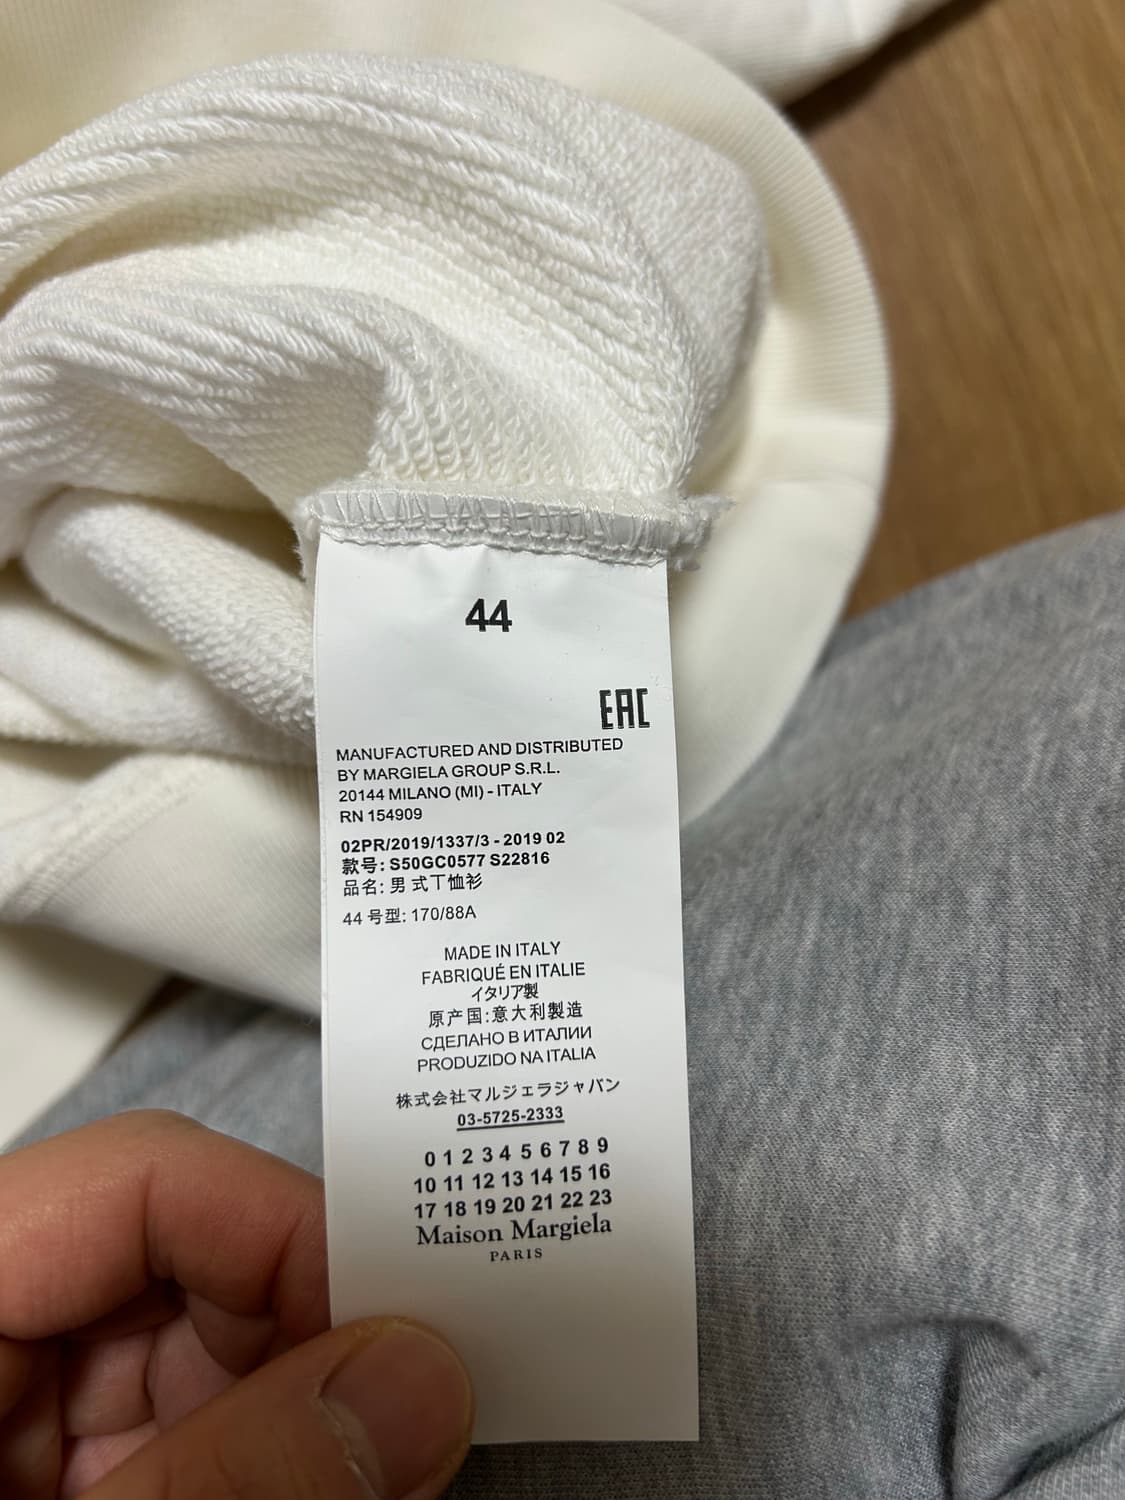 44
EAC
MANUFACTURED AND DISTRIBUTED
BY MARGIELA GROUP S.R.L.
20144 MILANO (MI) - ITALY
RN 154909
02PR/2019/1337/3 - 2019 02
款号: S50GC0577 S22816
品名: 男式丁恤衫
44 号型: 170/88A
MADE IN ITALY
FABRIQUÉ EN ITALIE
イタリア製
原产国:意大利製造
СДЕЛАНО В ИТАЛИИ
PRODUZIDO NA ITALIA
株式会社マルジェラジャパン
03-5725-2333
0 1 2 3 4 5 6 7 8 9
10 11 12 13 14 15 16
17 18 19 20 21 22 23
Maison Margiela
PARIS